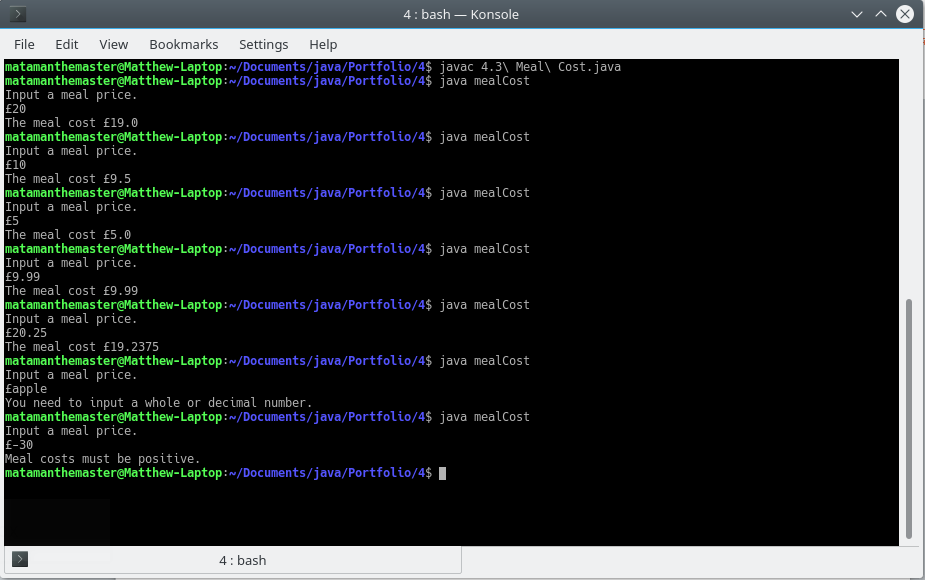 4 : bash — Konsole
File Edit View Bookmarks Settings Help
matamanthemaster@Matthew-Laptop:~/Documents/java/Portfolio/4$ javac 4.3\ Meal\ Cost.java
matamanthemaster@Matthew-Laptop:~/Documents/java/Portfolio/4$ java mealCost
Input a meal price.
£20
The meal cost £19.0
matamanthemaster@Matthew-Laptop:~/Documents/java/Portfolio/4$ java mealCost
Input a meal price.
£10
The meal cost £9.5
matamanthemaster@Matthew-Laptop:~/Documents/java/Portfolio/4$ java mealCost
Input a meal price.
£5
The meal cost £5.0
matamanthemaster@Matthew-Laptop:~/Documents/java/Portfolio/4$ java mealCost
Input a meal price.
£9.99
The meal cost £9.99
matamanthemaster@Matthew-Laptop:~/Documents/java/Portfolio/4$ java mealCost
Input a meal price.
£20.25
The meal cost £19.2375
matamanthemaster@Matthew-Laptop:~/Documents/java/Portfolio/4$ java mealCost
Input a meal price.
£apple
You need to input a whole or decimal number.
matamanthemaster@Matthew-Laptop:~/Documents/java/Portfolio/4$ java mealCost
Input a meal price.
£-30
Meal costs must be positive.
matamanthemaster@Matthew-Laptop:~/Documents/java/Portfolio/4$
4 : bash